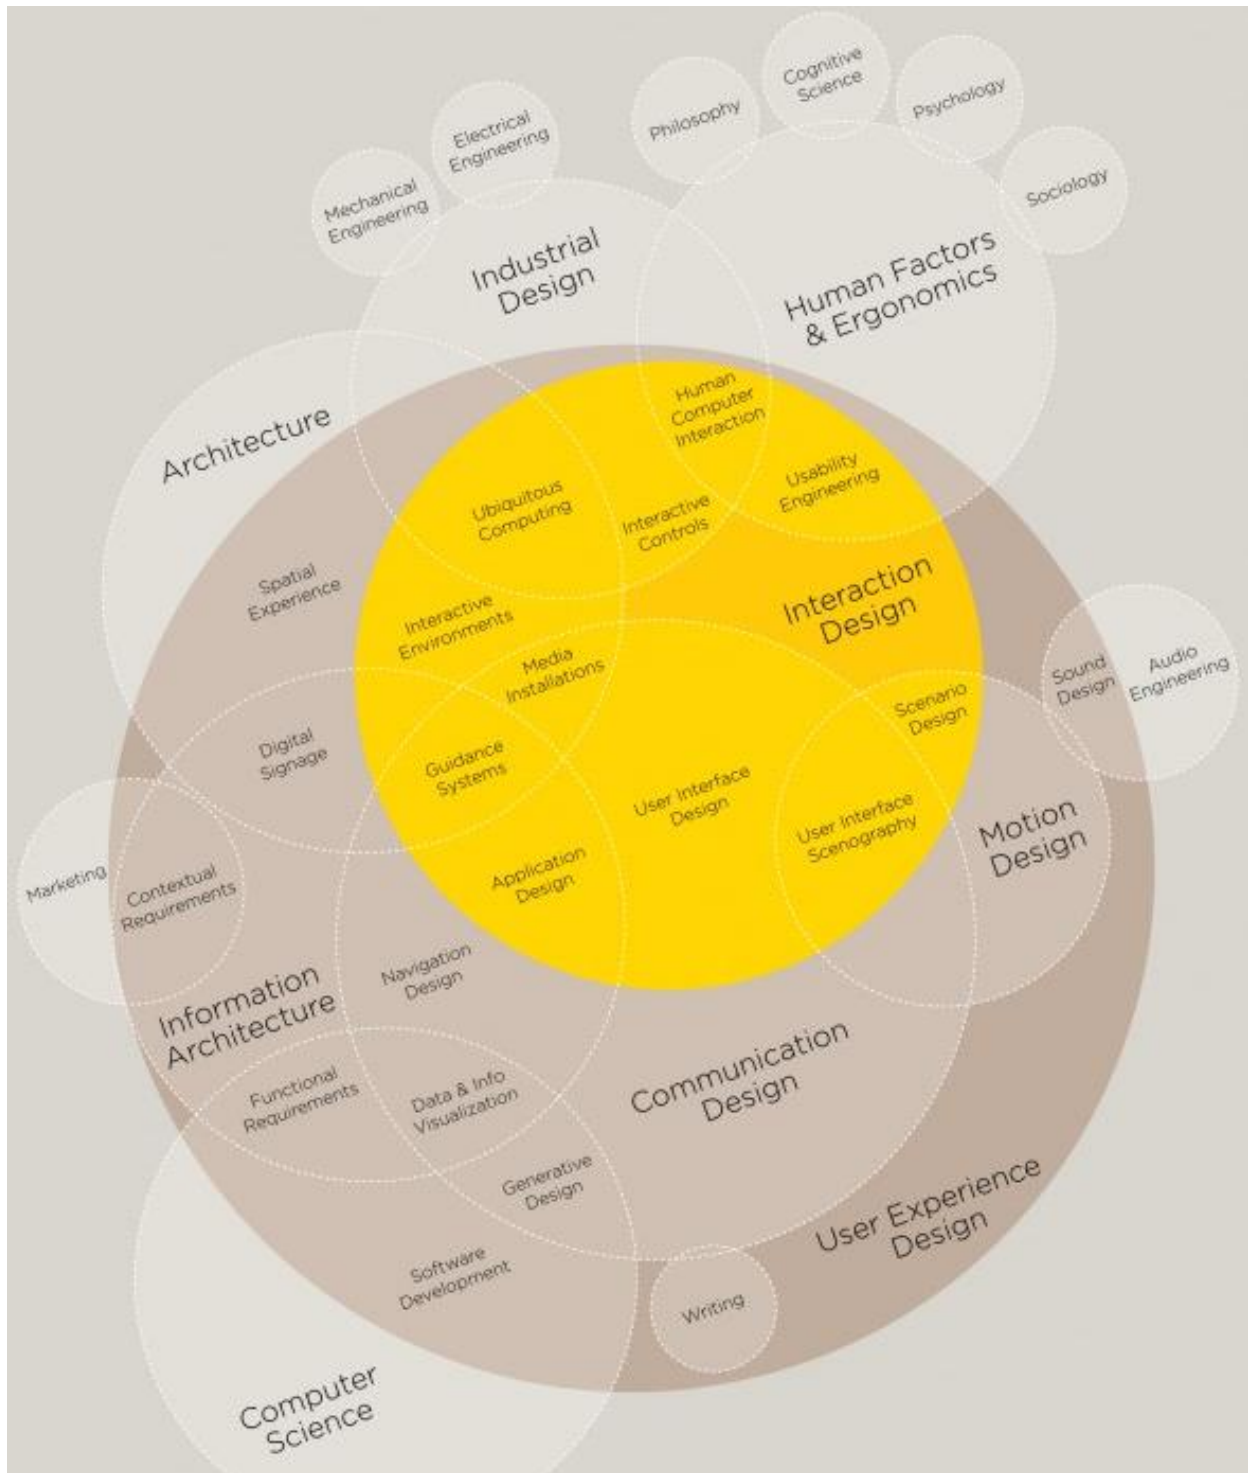 Cognitive
Science
Psychology
Philosophy
Electrical
Engineering
Sociology
Mechanical
Engineering
Industrial
Design
Human Factors
& Ergonomics
Architecture
Human
Computer
Interaction
Usability
Engineering
Ubiquitous
Computing
Interactive
Controls
Spatial
Experience
Interaction
Design
Interactive
Environments
Media
Installations
Sound
Design
Audio
Engineering
Scenario
Design
Digital
Signage
Guidance
Systems
User Interface
Design
User Interface
Scenography
Motion
Design
Marketing
Contextual
Requirements
Application
Design
Navigation
Design
Information
Architecture
Functional
Requirements
Data & Info
Visualization
Communication
Design
Generative
Design
User Experience
Design
Software
Development
Writing
Computer
Science